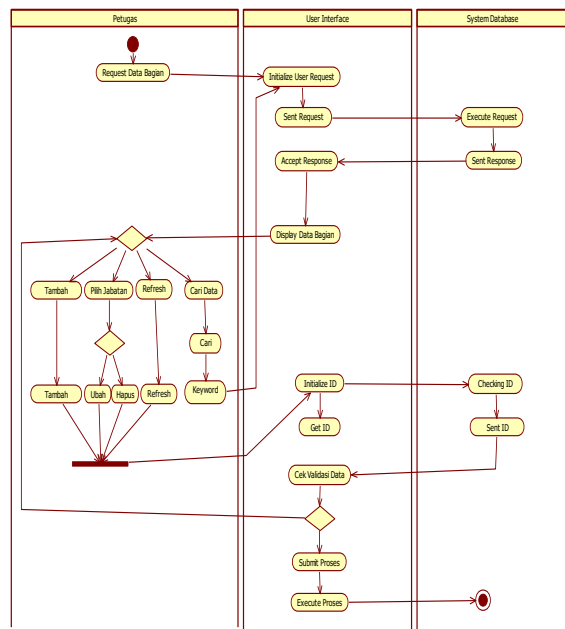 Petugas
User Interface
System Database
Request Data Bagian
Initialize User Request
Sent Request
Execute Request
Accept Response
Sent Response
Display Data Bagian
Tambah
Pilih Jabatan
Refresh
Cari Data
Cari
Tambah
Ubah
Hapus
Refresh
Keyword
Initialize ID
Checking ID
Get ID
Sent ID
Cek Validasi Data
Submit Proses
Execute Proses